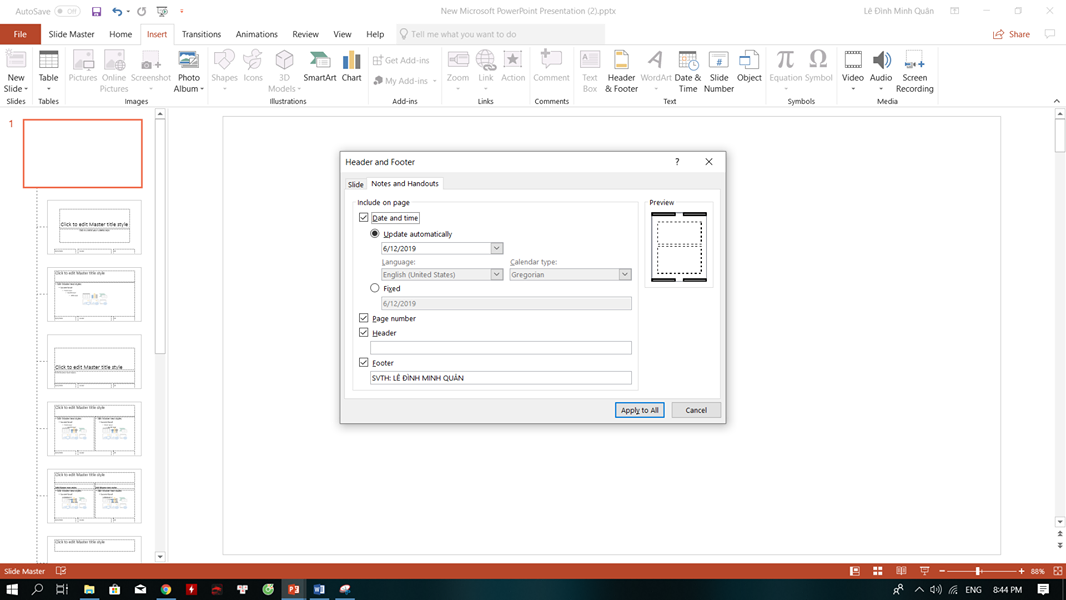 AutoSave Off New Microsoft PowerPoint Presentation (2).pptx Lê Đình Minh Quân
File Slide Master Home Insert Transitions Animations Review View Help Tell me what you want to do Share
New Slide Table Pictures Online Pictures Screenshot Photo Album Shapes Icons 3D Models SmartArt Chart Get Add-ins My Add-ins Zoom Link Action Comment Text Box Header & Footer WordArt Date & Time Slide Number Object Equation Symbol Video Audio Screen Recording
Slides Tables Images Illustrations Add-ins Links Comments Text Symbols Media
1
Click to edit Master title style
Click to edit Master title style
Click to edit Master title style
Click to edit Master title style
Click to edit Master title style
Click to edit Master title style
Header and Footer ?
Slide Notes and Handouts
Include on page
Date and time
Update automatically
6/12/2019
Language: Calendar type:
English (United States) Gregorian
Fixed
6/12/2019
Page number
Header
Footer
SVTH: LÊ ĐÌNH MINH QUÂN
Preview
Apply to All Cancel
Slide Master 88%
ENG 8:44 PM